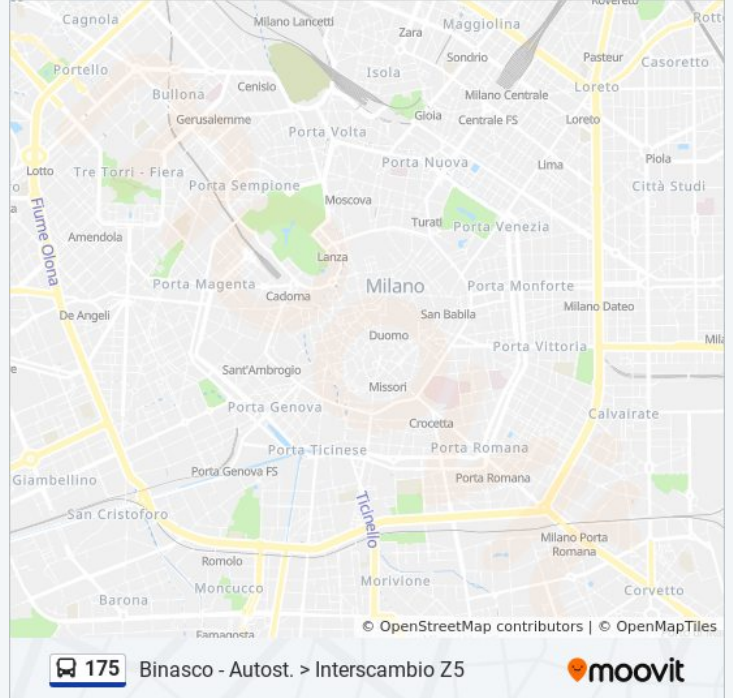 Rovereto
Cagnola
Milano Lancetti
Maggiolina
Zara
Sondrio
Pasteur
Casoretto
Portello
Isola
Bullona
Cenisio
Milano Centrale
Loreto
Gerusalemme
Gioia
Centrale FS
Loreto
Porta Volta
Lotto
Tre Torri - Fiera
Porta Nuova
Lima
Piola
Porta Sempione
Città Studi
Moscova
Fiume Olona
Turati
Porta Venezia
Amendola
Lanza
Porta Magenta
Milano
Porta Monforte
Cadorna
De Angeli
San Babila
Milano Dateo
Duomo
Porta Vittoria
Sant'Ambrogio
Missori
Porta Genova
Crocetta
Calvairate
Porta Ticinese
Porta Romana
Giambellino
Porta Genova FS
Porta Romana
San Cristoforo
Ticinello
Milano Porta
Romana
Romolo
Morivione
Moncucco
Corvetto
Barona
Famagosta
© OpenStreetMap contributors | © OpenMapTiles
175 Binasco - Autost. > Interscambio Z5
moovit